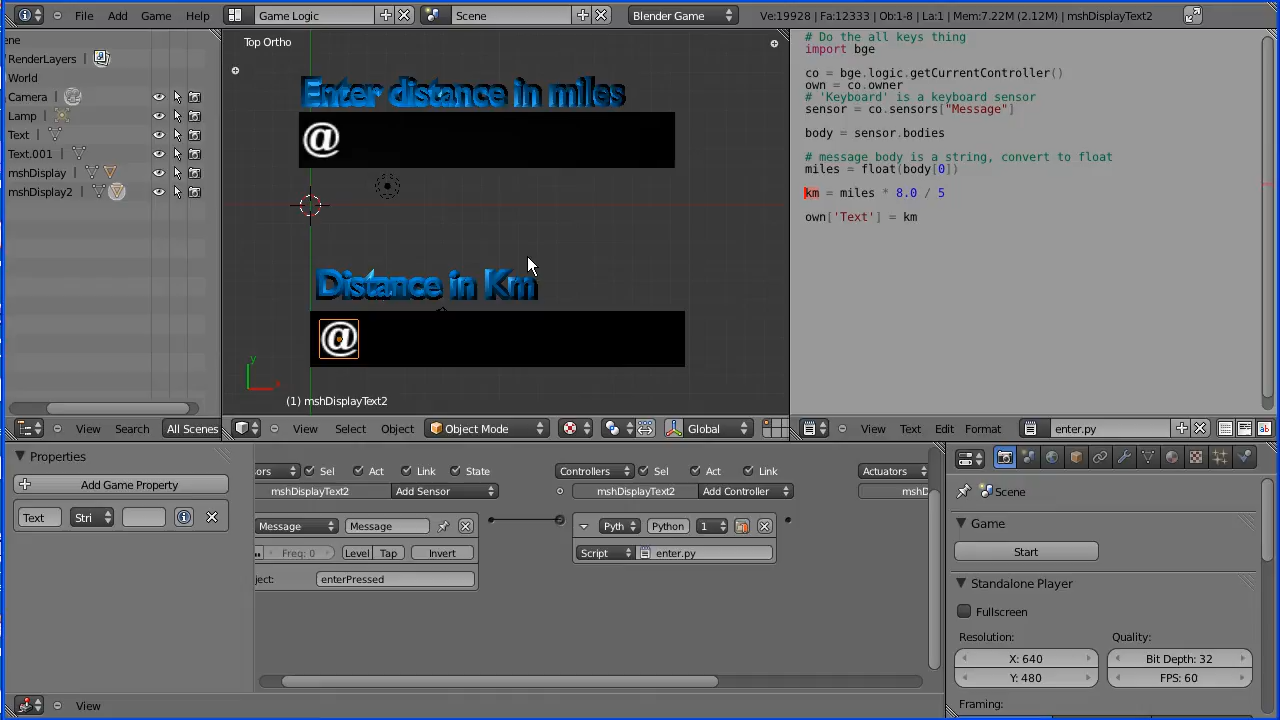 File Add Game Help Game Logic Scene Blender Game Ve:19928 | Fa:12333 | Ob:1-8 | La:1 | Mem:7.22M (2.12M) | mshDisplayText2
ene
RenderLayers
World
Camera
Lamp
Text
Text.001
mshDisplay
mshDisplay2
View Search All Scenes
Top Ortho
Enter distance in miles
@
Distance in Km
@
y
(1) mshDisplayText2
View Select Object Object Mode Global
# Do the all keys thing
import bge
co = bge.logic.getCurrentController()
own = co.owner
# 'Keyboard' is a keyboard sensor
sensor = co.sensors["Message"]
body = sensor.bodies
# message body is a string, convert to float
miles = float(body[0])
km = miles * 8.0 / 5
own['Text'] = km
View Text Edit Format enter.py
Properties
Add Game Property
Text Stri
sors Sel Act Link State
mshDisplayText2 Add Sensor
Message Message
Freq: 0 Level Tap Invert
ject: enterPressed
Controllers Sel Act Link
mshDisplayText2 Add Controller
Pyth Python 1
Script enter.py
Actuators
mshD
View
Scene
Game
Start
Standalone Player
Fullscreen
Resolution: Quality:
X: 640 Bit Depth: 32
Y: 480 FPS: 60
Framing: